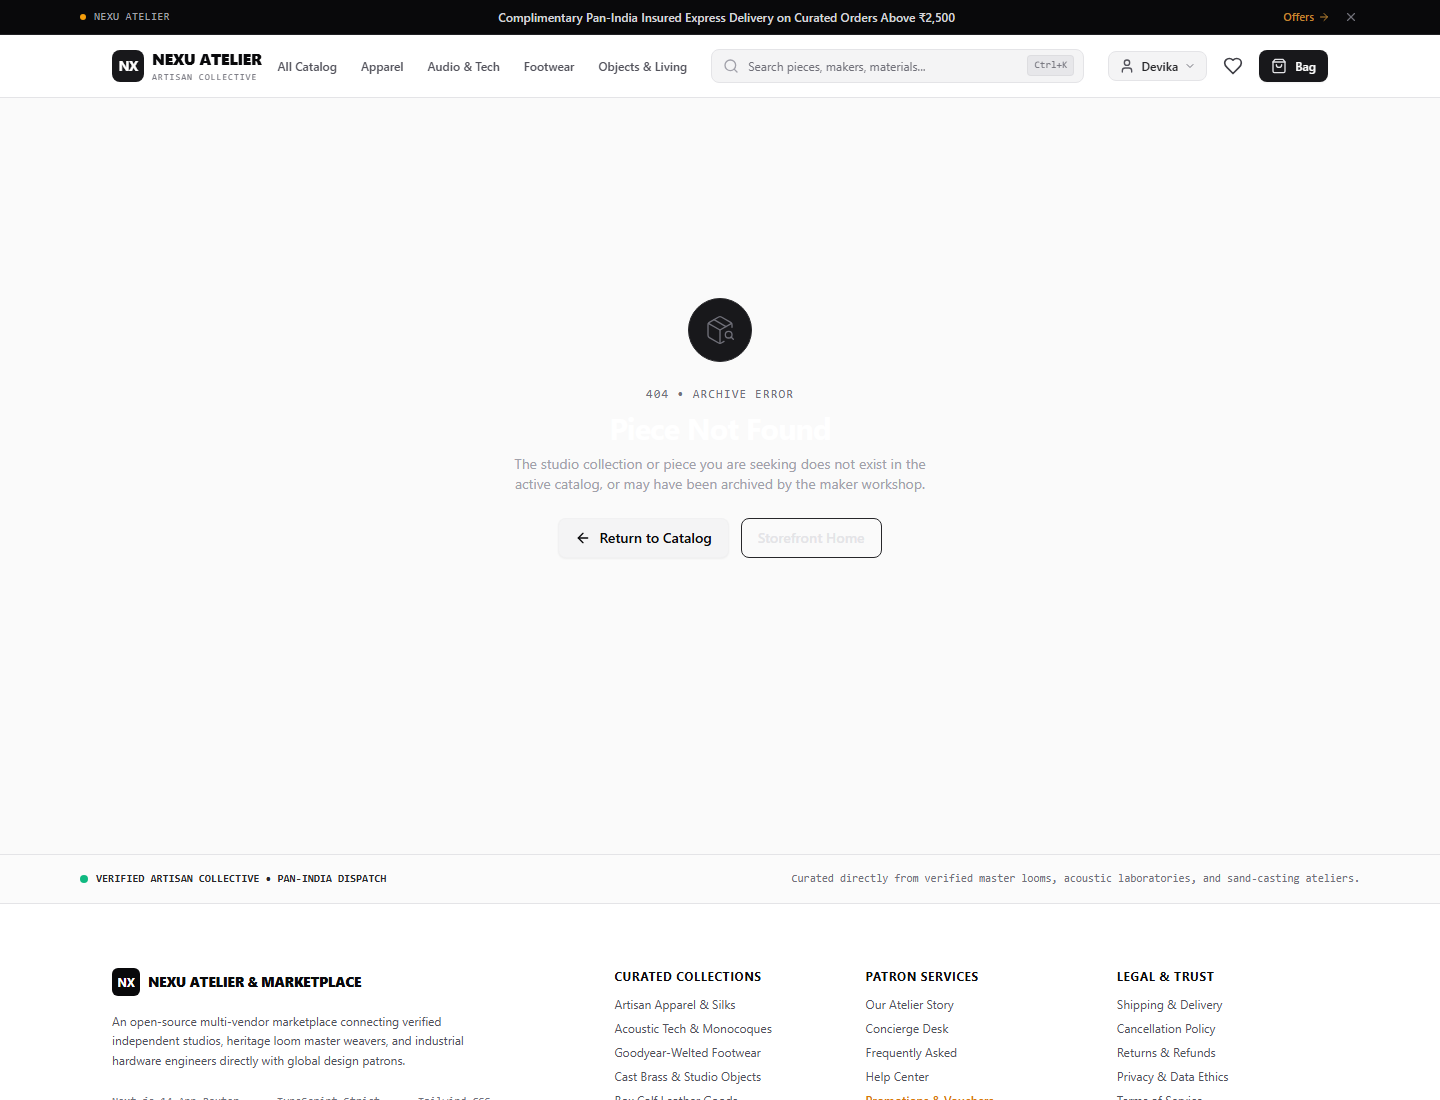 NEXU ATELIER
Complimentary Pan-India Insured Express Delivery on Curated Orders Above ₹2,500
Offers →
NX
NEXU ATELIER
ARTISAN COLLECTIVE
All Catalog
Apparel
Audio & Tech
Footwear
Objects & Living
Search pieces, makers, materials...
Ctrl+K
Devika
Bag
404 • ARCHIVE ERROR
Piece Not Found
The studio collection or piece you are seeking does not exist in the
active catalog, or may have been archived by the maker workshop.
← Return to Catalog
Storefront Home
VERIFIED ARTISAN COLLECTIVE • PAN-INDIA DISPATCH
Curated directly from verified master looms, acoustic laboratories, and sand-casting ateliers.
NX
NEXU ATELIER & MARKETPLACE
An open-source multi-vendor marketplace connecting verified
independent studios, heritage loom master weavers, and industrial
hardware engineers directly with global design patrons.
CURATED COLLECTIONS
Artisan Apparel & Silks
Acoustic Tech & Monocoques
Goodyear-Welted Footwear
Cast Brass & Studio Objects
PATRON SERVICES
Our Atelier Story
Concierge Desk
Frequently Asked
Help Center
Promotions & Vouchers
LEGAL & TRUST
Shipping & Delivery
Cancellation Policy
Returns & Refunds
Privacy & Data Ethics
Terms of Service